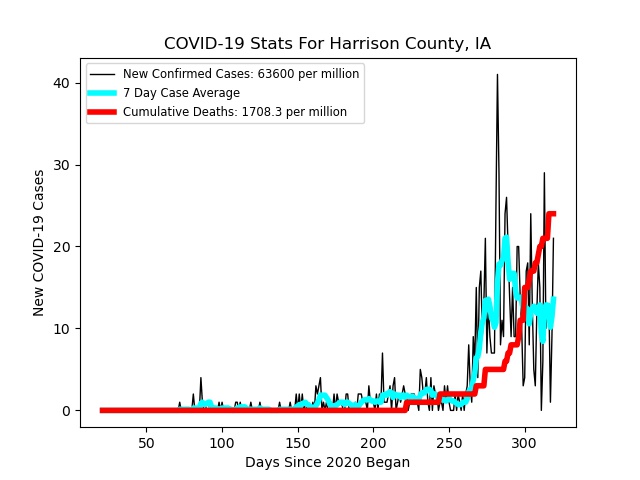 COVID-19 Stats For Harrison County, IA
New Confirmed Cases: 63600 per million
7 Day Case Average
Cumulative Deaths: 1708.3 per million
New COVID-19 Cases
40
30
20
10
0
50 100 150 200 250 300
Days Since 2020 Began